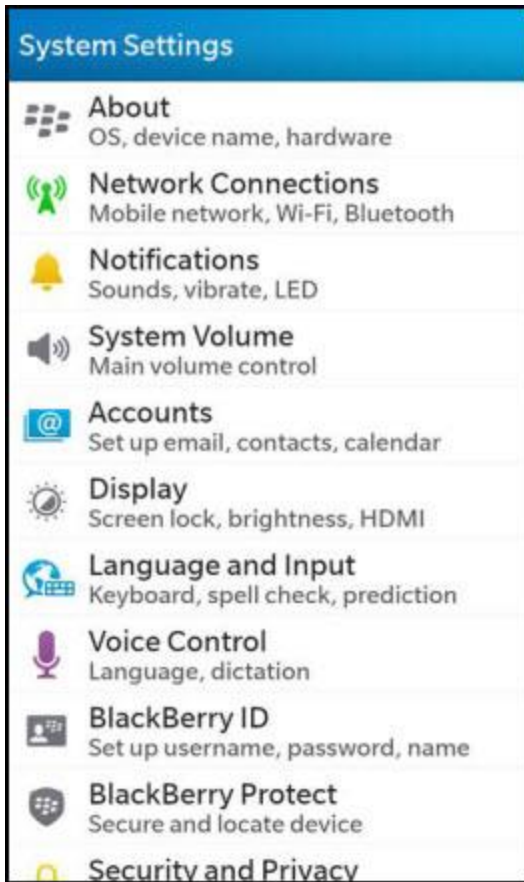 System Settings
About
OS, device name, hardware
Network Connections
Mobile network, Wi-Fi, Bluetooth
Notifications
Sounds, vibrate, LED
System Volume
Main volume control
Accounts
Set up email, contacts, calendar
Display
Screen lock, brightness, HDMI
Language and Input
Keyboard, spell check, prediction
Voice Control
Language, dictation
BlackBerry ID
Set up username, password, name
BlackBerry Protect
Secure and locate device
Security and Privacy